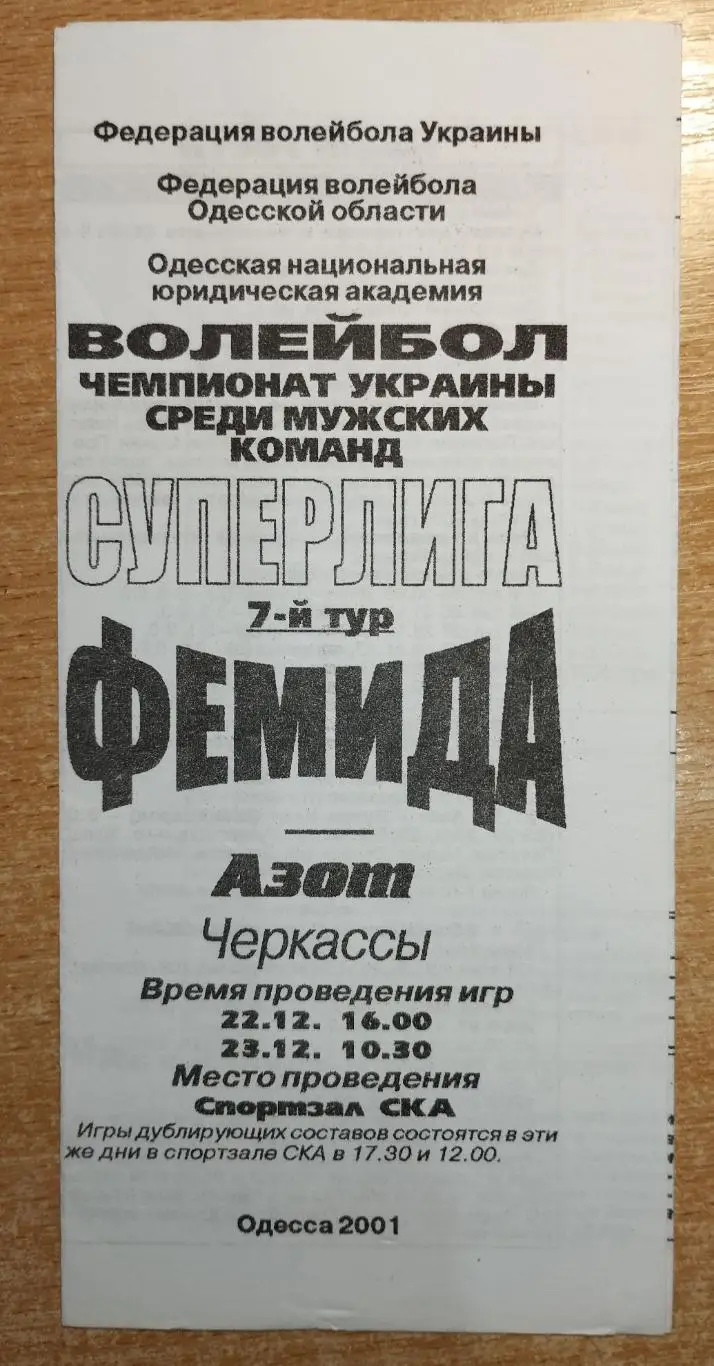 Федерация волейбола Украины
Федерация волейбола
Одесской области
Одесская национальная
юридическая академия
ВОЛЕЙБОЛ
ЧЕМПИОНАТ УКРАИНЫ
СРЕДИ МУЖСКИХ
КОМАНД
СУПЕРЛИГА
7-й тур
ФЕМИДА
—
Азот
Черкассы
Время проведения игр
22.12. 16.00
23.12. 10.30
Место проведения
Спортзал СКА
Игры дублирующих составов состоятся в эти
же дни в спортзале СКА в 17.30 и 12.00.
Одесса 2001